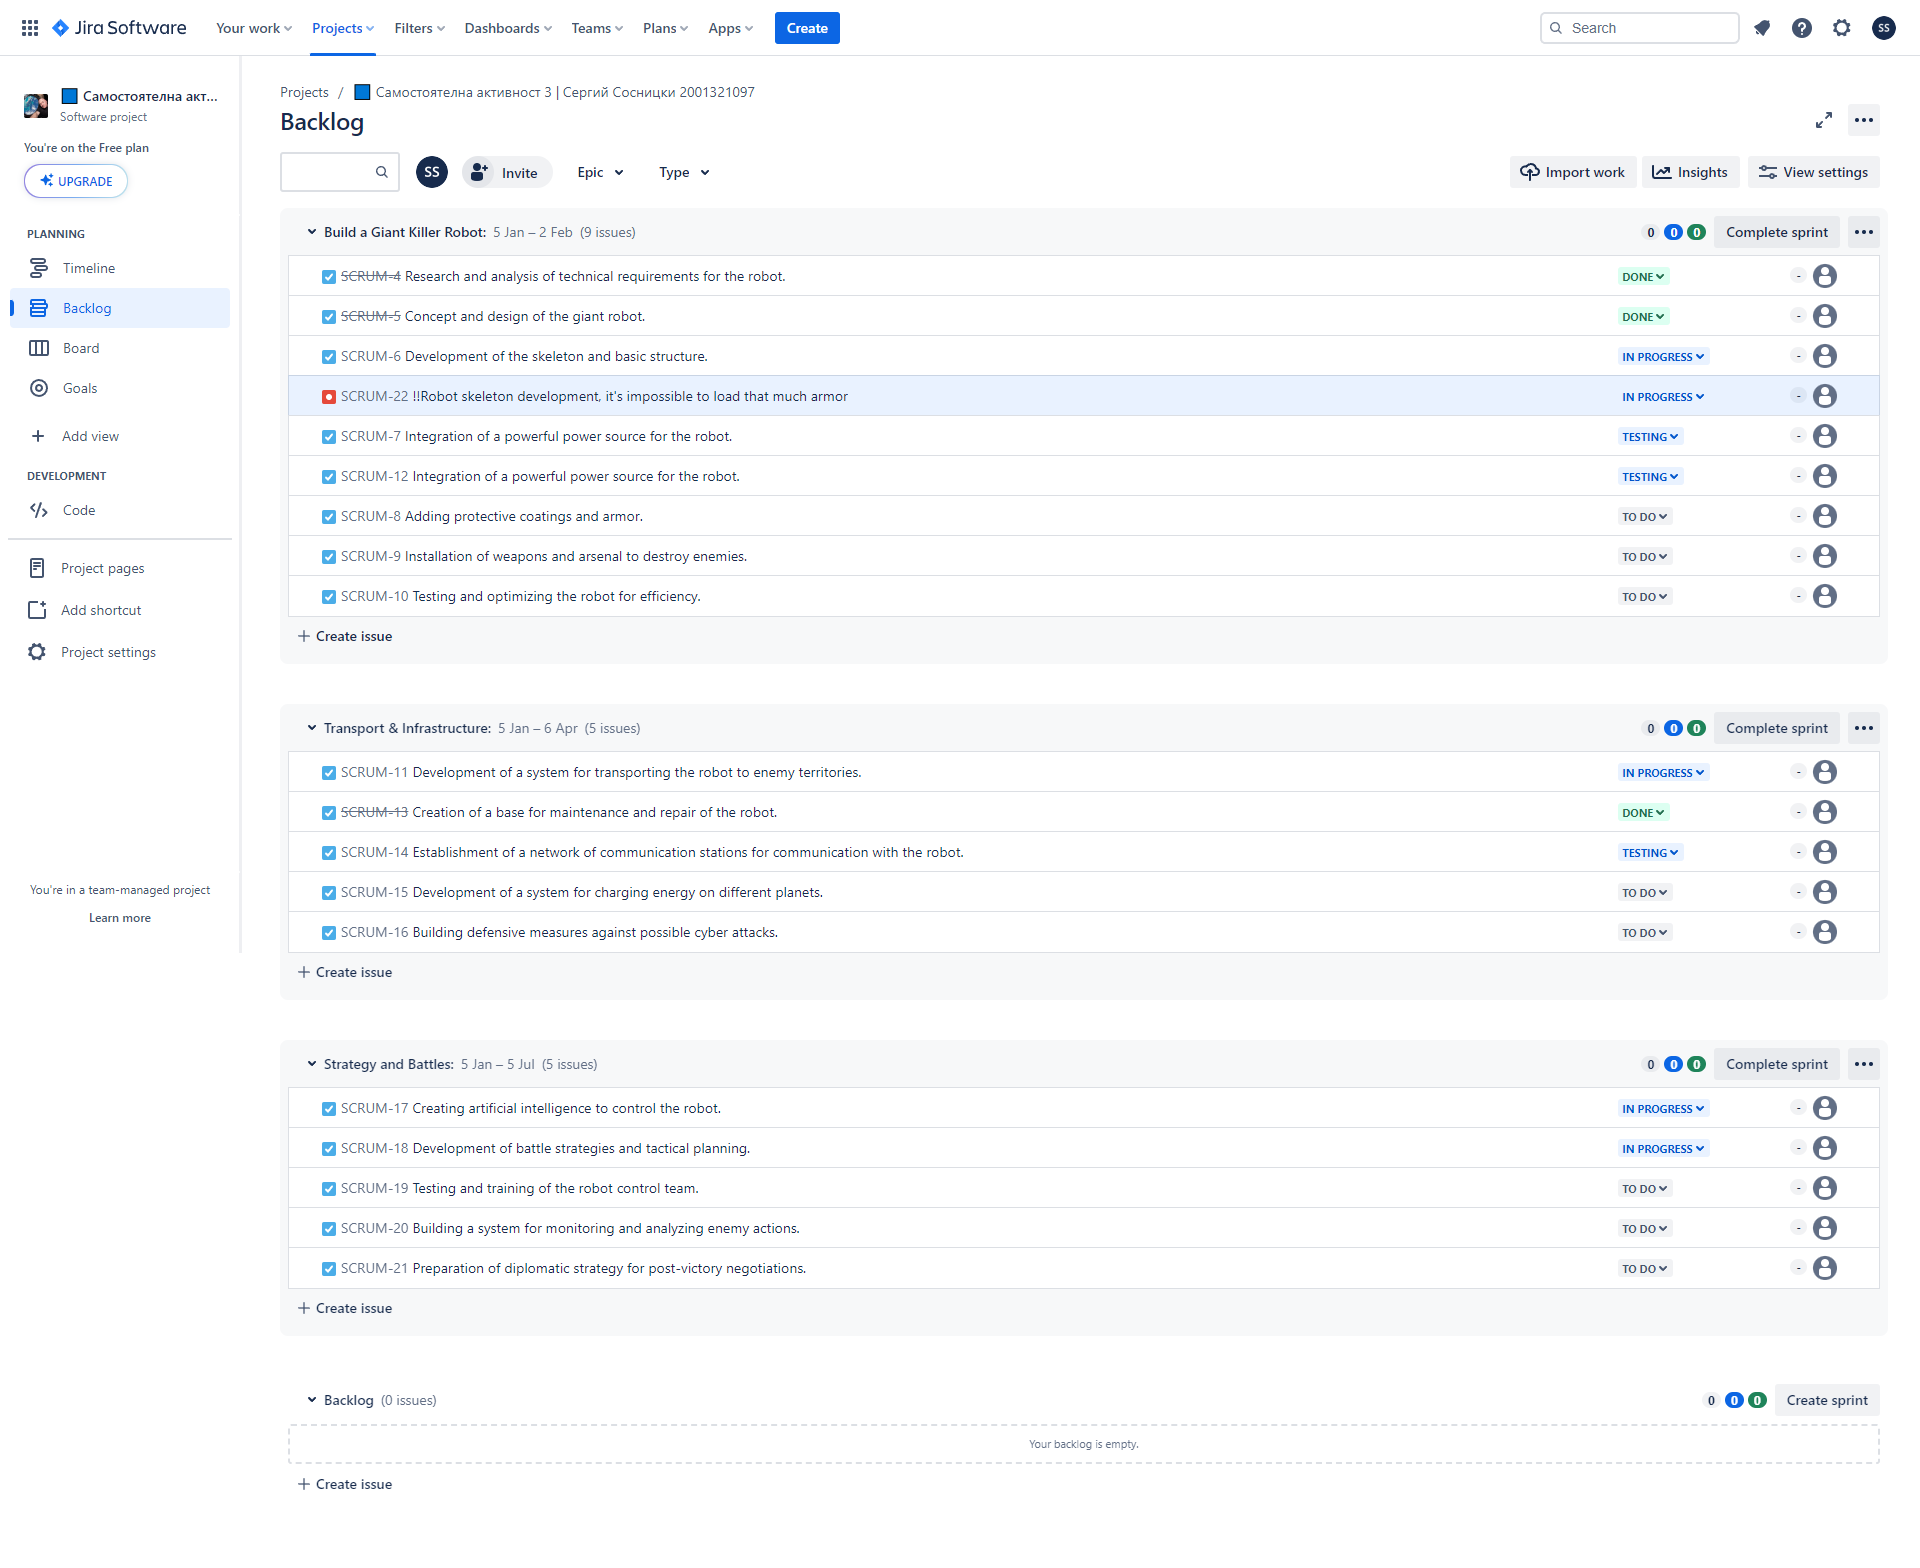 Jira Software Your work Projects Filters Dashboards Teams Plans Apps Create Search SS
Самостоятелна акт...
Software project
You're on the Free plan
UPGRADE
PLANNING
Timeline
Backlog
Board
Goals
Add view
DEVELOPMENT
Code
Project pages
Add shortcut
Project settings
You're in a team-managed project
Learn more
Projects / Самостоятелна активност 3 | Сергий Сосницки 2001321097
Backlog
SS Invite Epic Type Import work Insights View settings
Build a Giant Killer Robot: 5 Jan – 2 Feb (9 issues) 0 0 0 Complete sprint
SCRUM-4 Research and analysis of technical requirements for the robot. DONE -
SCRUM-5 Concept and design of the giant robot. DONE -
SCRUM-6 Development of the skeleton and basic structure. IN PROGRESS -
SCRUM-22 !!Robot skeleton development, it's impossible to load that much armor IN PROGRESS -
SCRUM-7 Integration of a powerful power source for the robot. TESTING -
SCRUM-12 Integration of a powerful power source for the robot. TESTING -
SCRUM-8 Adding protective coatings and armor. TO DO -
SCRUM-9 Installation of weapons and arsenal to destroy enemies. TO DO -
SCRUM-10 Testing and optimizing the robot for efficiency. TO DO -
Create issue
Transport & Infrastructure: 5 Jan – 6 Apr (5 issues) 0 0 0 Complete sprint
SCRUM-11 Development of a system for transporting the robot to enemy territories. IN PROGRESS -
SCRUM-13 Creation of a base for maintenance and repair of the robot. DONE -
SCRUM-14 Establishment of a network of communication stations for communication with the robot. TESTING -
SCRUM-15 Development of a system for charging energy on different planets. TO DO -
SCRUM-16 Building defensive measures against possible cyber attacks. TO DO -
Create issue
Strategy and Battles: 5 Jan – 5 Jul (5 issues) 0 0 0 Complete sprint
SCRUM-17 Creating artificial intelligence to control the robot. IN PROGRESS -
SCRUM-18 Development of battle strategies and tactical planning. IN PROGRESS -
SCRUM-19 Testing and training of the robot control team. TO DO -
SCRUM-20 Building a system for monitoring and analyzing enemy actions. TO DO -
SCRUM-21 Preparation of diplomatic strategy for post-victory negotiations. TO DO -
Create issue
Backlog (0 issues) 0 0 0 Create sprint
Your backlog is empty.
Create issue